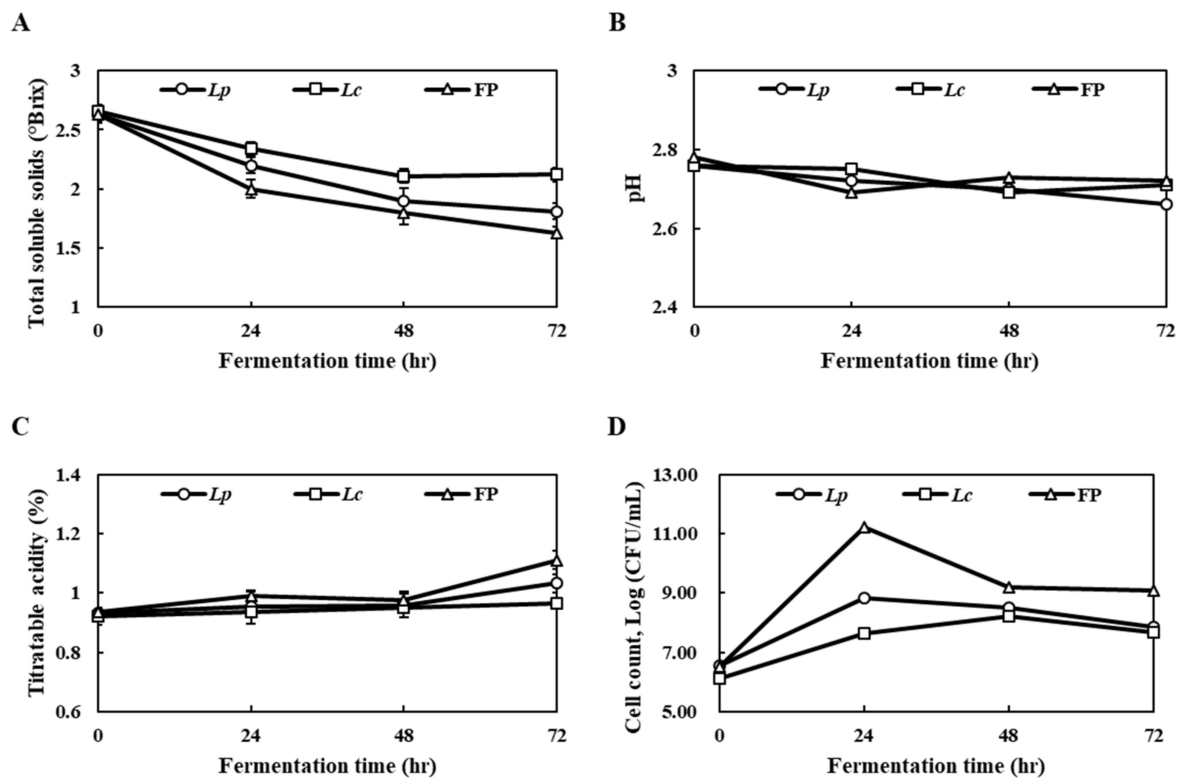 A
Total soluble solids (°Brix)
3
2.5
2
1.5
1
Lp Lc FP
0 24 48 72
Fermentation time (hr)
B
pH
3
2.8
2.6
2.4
Lp Lc FP
0 24 48 72
Fermentation time (hr)
C
Titratable acidity (%)
1.4
1.2
1
0.8
0.6
Lp Lc FP
0 24 48 72
Fermentation time (hr)
D
Cell count, Log (CFU/mL)
13.00
11.00
9.00
7.00
5.00
Lp Lc FP
0 24 48 72
Fermentation time (hr)